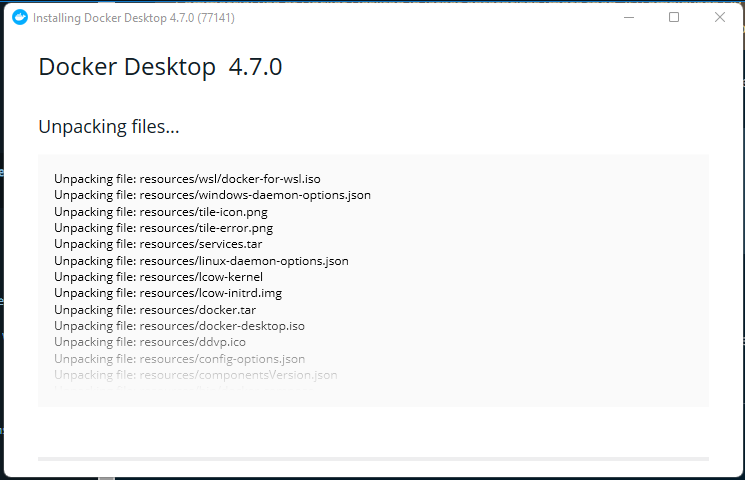 Installing Docker Desktop 4.7.0 (77141)
Docker Desktop 4.7.0
Unpacking files...
Unpacking file: resources/wsl/docker-for-wsl.iso
Unpacking file: resources/windows-daemon-options.json
Unpacking file: resources/tile-icon.png
Unpacking file: resources/tile-error.png
Unpacking file: resources/services.tar
Unpacking file: resources/linux-daemon-options.json
Unpacking file: resources/lcow-kernel
Unpacking file: resources/lcow-initrd.img
Unpacking file: resources/docker.tar
Unpacking file: resources/docker-desktop.iso
Unpacking file: resources/ddvp.ico
Unpacking file: resources/config-options.json
Unpacking file: resources/componentsVersion.json